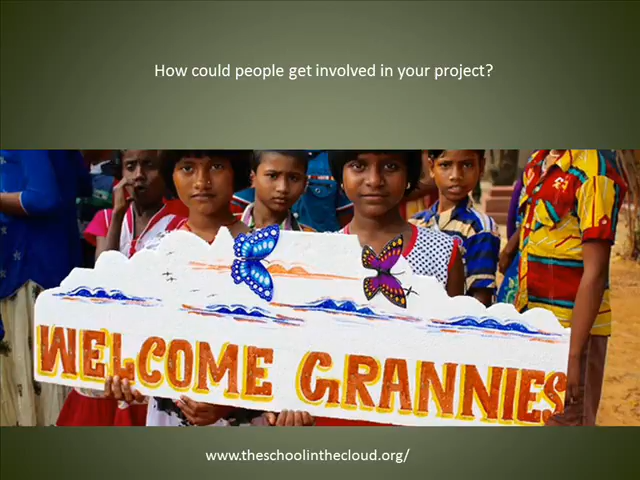 How could people get involved in your project?
WELCOME GRANNIES
www.theschoolinthecloud.org/